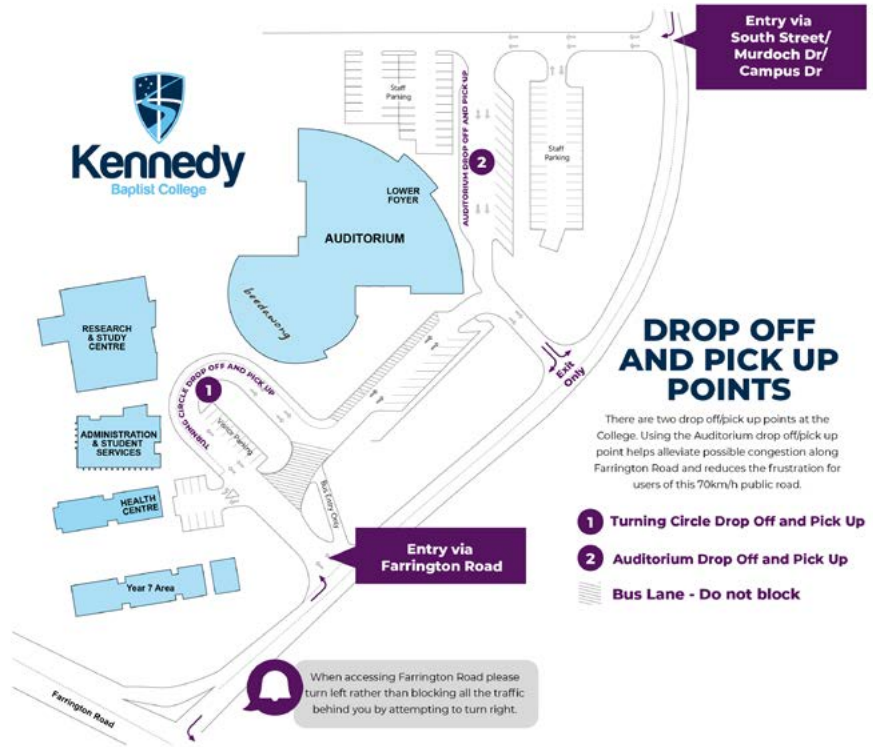 Entry via
South Street/
Murdoch Dr/
Campus Dr
Kennedy
Baptist College
Staff
Parking
AUDITORIUM DROP OFF AND PICK UP
2
Staff
Parking
LOWER
FOYER
AUDITORIUM
beedawong
RESEARCH
& STUDY
CENTRE
TURNING CIRCLE DROP OFF AND PICK UP
1
Visitor Parking
ADMINISTRATION
& STUDENT
SERVICES
HEALTH
CENTRE
Bus Entry Only
Year 7 Area
Exit
Only
Entry via
Farrington Road
DROP OFF
AND PICK UP
POINTS
There are two drop off/pick up points at the
College. Using the Auditorium drop off/pick up
point helps alleviate possible congestion along
Farrington Road and reduces the frustration for
users of this 70km/h public road.
1 Turning Circle Drop Off and Pick Up
2 Auditorium Drop Off and Pick Up
Bus Lane - Do not block
When accessing Farrington Road please
turn left rather than blocking all the traffic
behind you by attempting to turn right.
Farrington Road